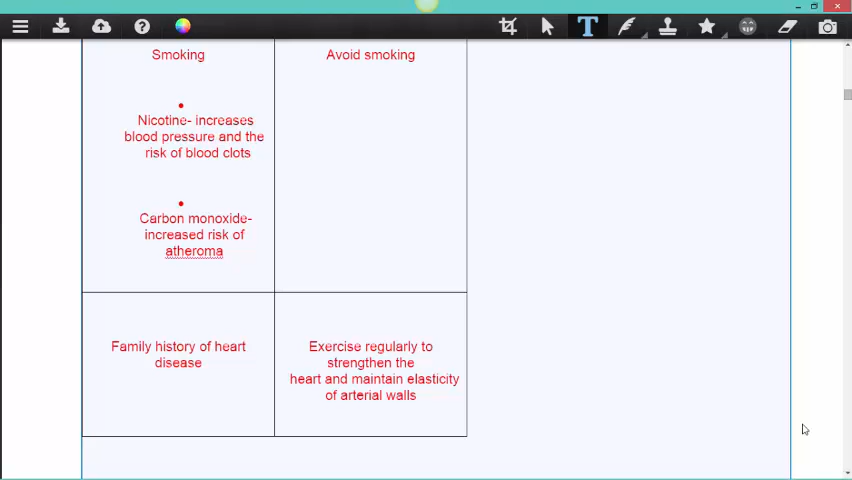 Smoking
Avoid smoking
Nicotine- increases
blood pressure and the
risk of blood clots
Carbon monoxide-
increased risk of
atheroma
Family history of heart
disease
Exercise regularly to
strengthen the
heart and maintain elasticity
of arterial walls